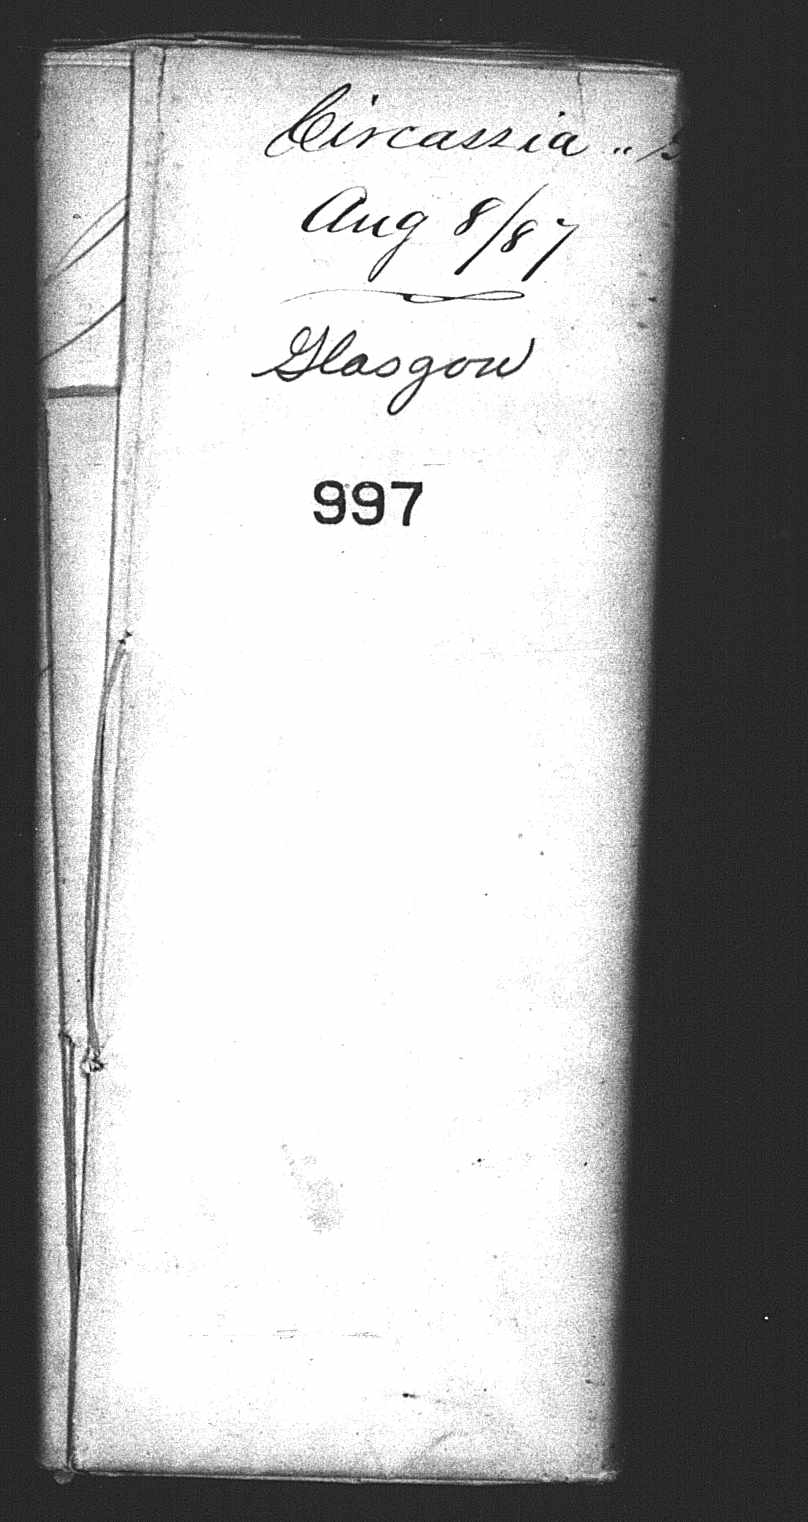 Circassia "
Aug 8/87
Glasgow
997